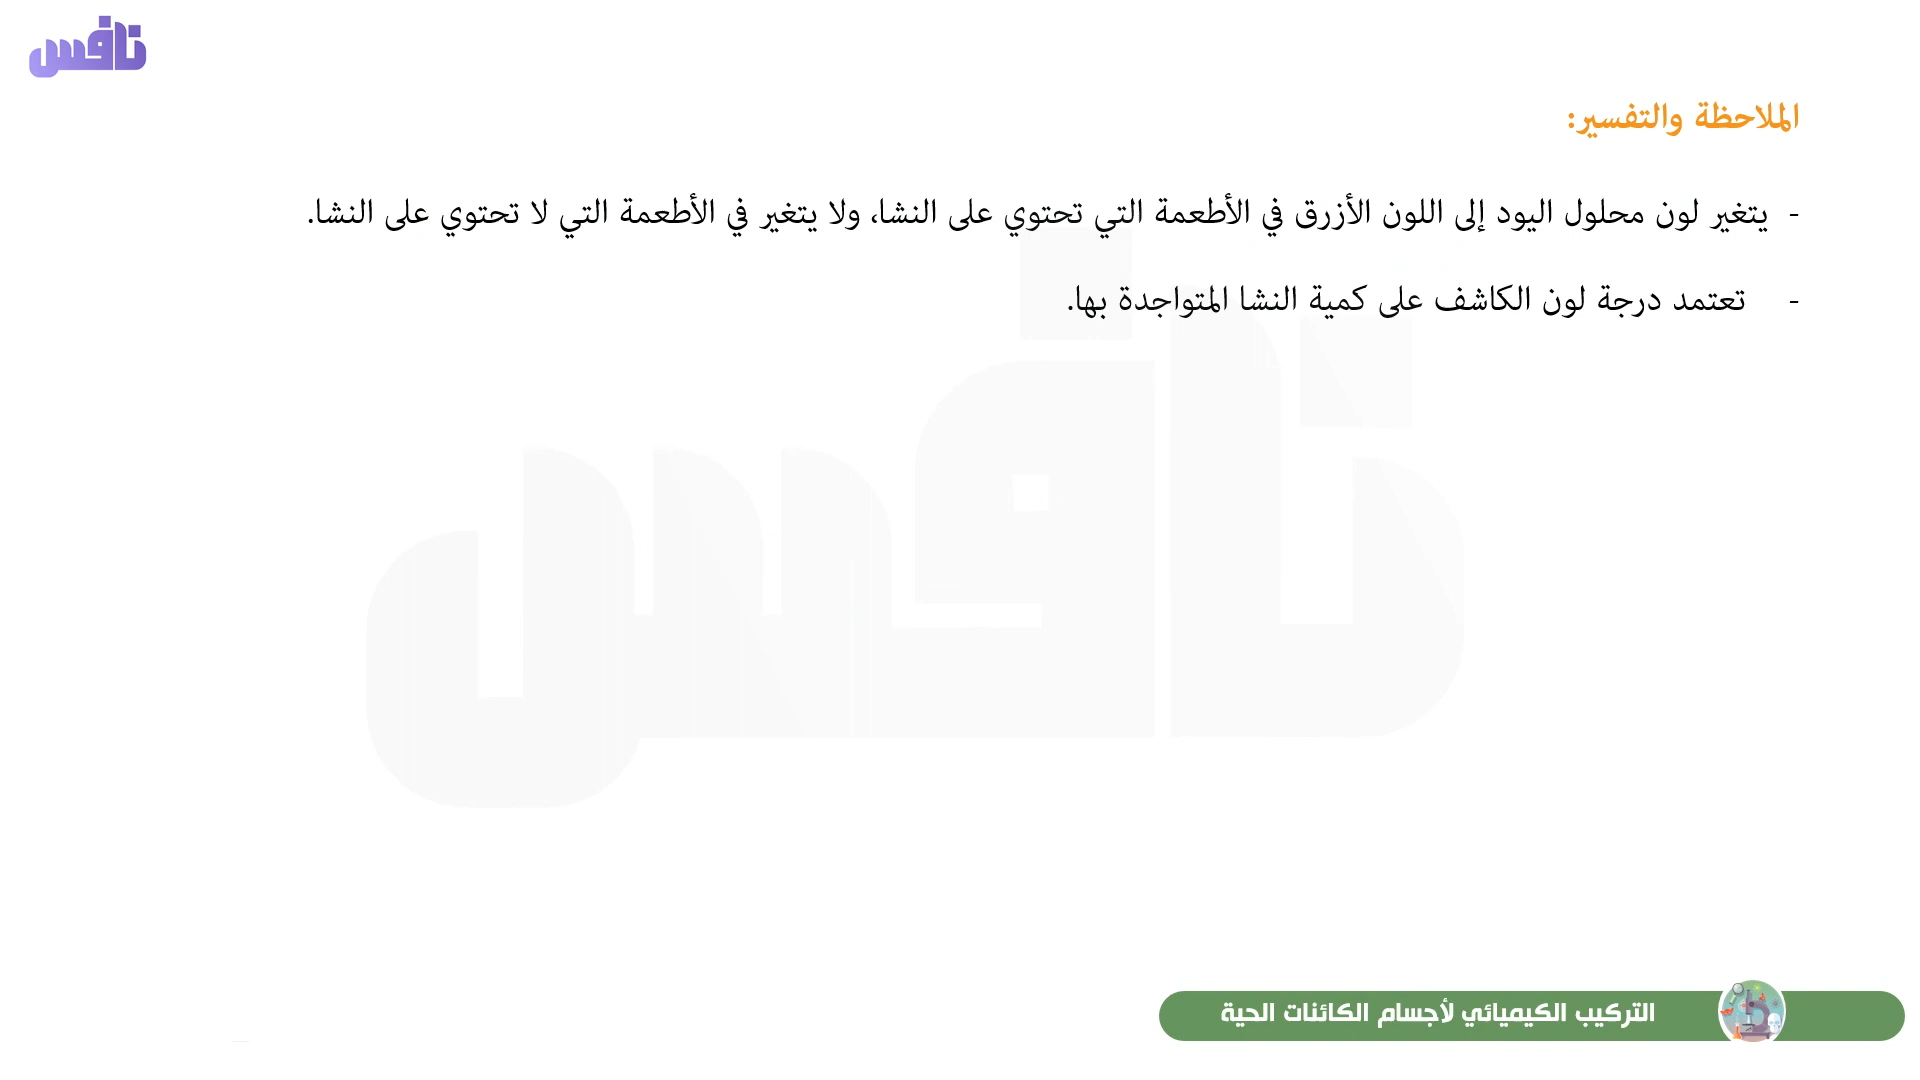 نافس
الملاحظة والتفسير:
- يتغير لون محلول اليود إلى اللون الأزرق في الأطعمة التي تحتوي على النشا، ولا يتغير في الأطعمة التي لا تحتوي على النشا.
- تعتمد درجة لون الكاشف على كمية النشا المتواجدة بها.
نافس
التركيب الكيميائي لأجسام الكائنات الحية